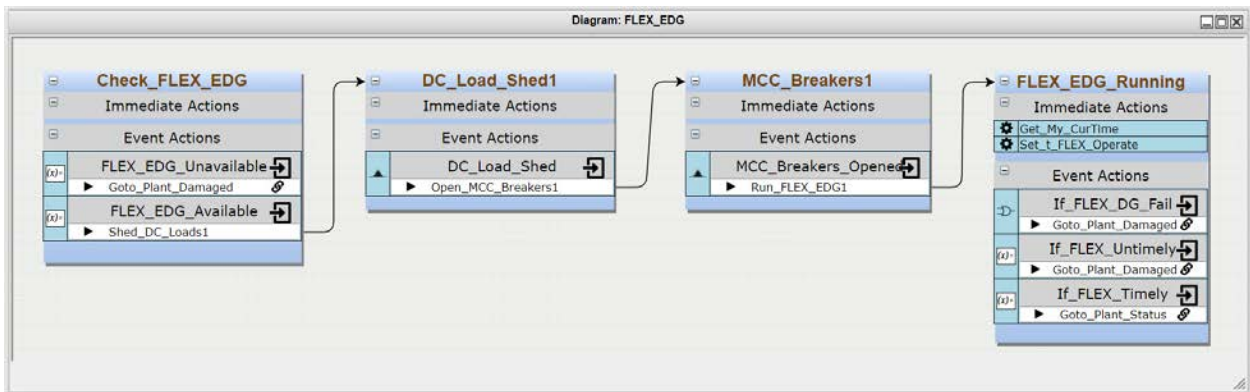 Diagram: FLEX_EDG
Check_FLEX_EDG
Immediate Actions
Event Actions
(x)= FLEX_EDG_Unavailable
Goto_Plant_Damaged
(x)= FLEX_EDG_Available
Shed_DC_Loads1
DC_Load_Shed1
Immediate Actions
Event Actions
DC_Load_Shed
Open_MCC_Breakers1
MCC_Breakers1
Immediate Actions
Event Actions
MCC_Breakers_Opened
Run_FLEX_EDG1
FLEX_EDG_Running
Immediate Actions
Get_My_CurTime
Set_t_FLEX_Operate
Event Actions
If_FLEX_DG_Fail
Goto_Plant_Damaged
(x)= If_FLEX_Untimely
Goto_Plant_Damaged
(x)= If_FLEX_Timely
Goto_Plant_Status